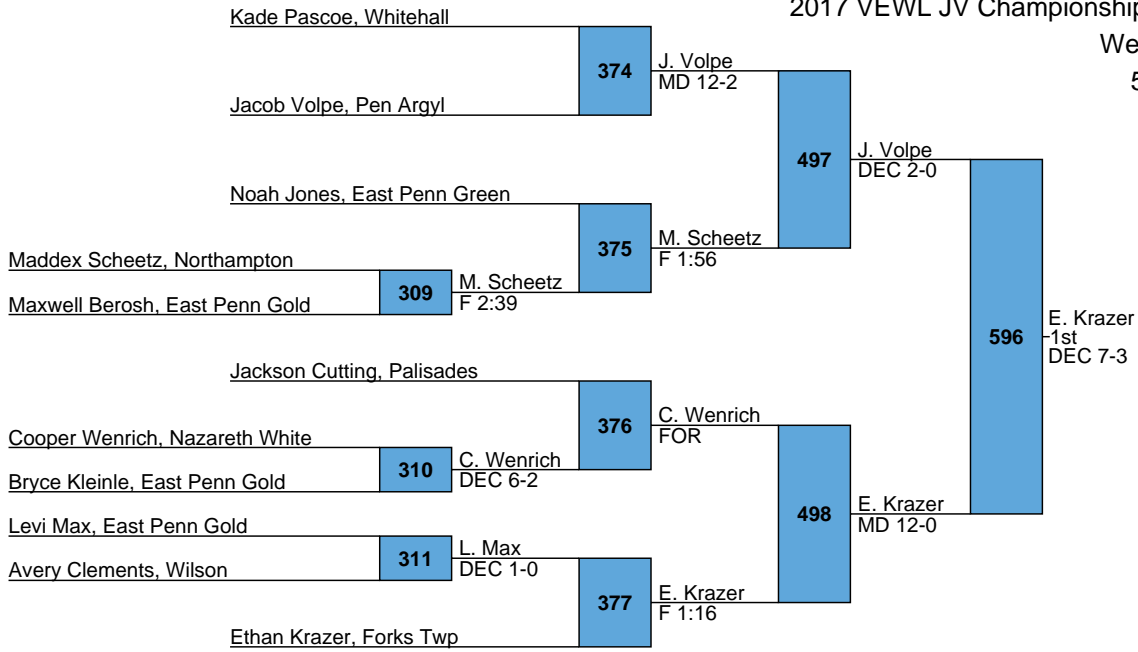 2017 VEWL JV Championship
We
5
Kade Pascoe, Whitehall
374
J. Volpe
MD 12-2
Jacob Volpe, Pen Argyl
497
J. Volpe
DEC 2-0
Noah Jones, East Penn Green
375
M. Scheetz
F 1:56
Maddex Scheetz, Northampton
309
M. Scheetz
F 2:39
Maxwell Berosh, East Penn Gold
596
E. Krazer
1st
DEC 7-3
Jackson Cutting, Palisades
376
C. Wenrich
FOR
Cooper Wenrich, Nazareth White
310
C. Wenrich
DEC 6-2
Bryce Kleinle, East Penn Gold
498
E. Krazer
MD 12-0
Levi Max, East Penn Gold
311
L. Max
DEC 1-0
Avery Clements, Wilson
377
E. Krazer
F 1:16
Ethan Krazer, Forks Twp